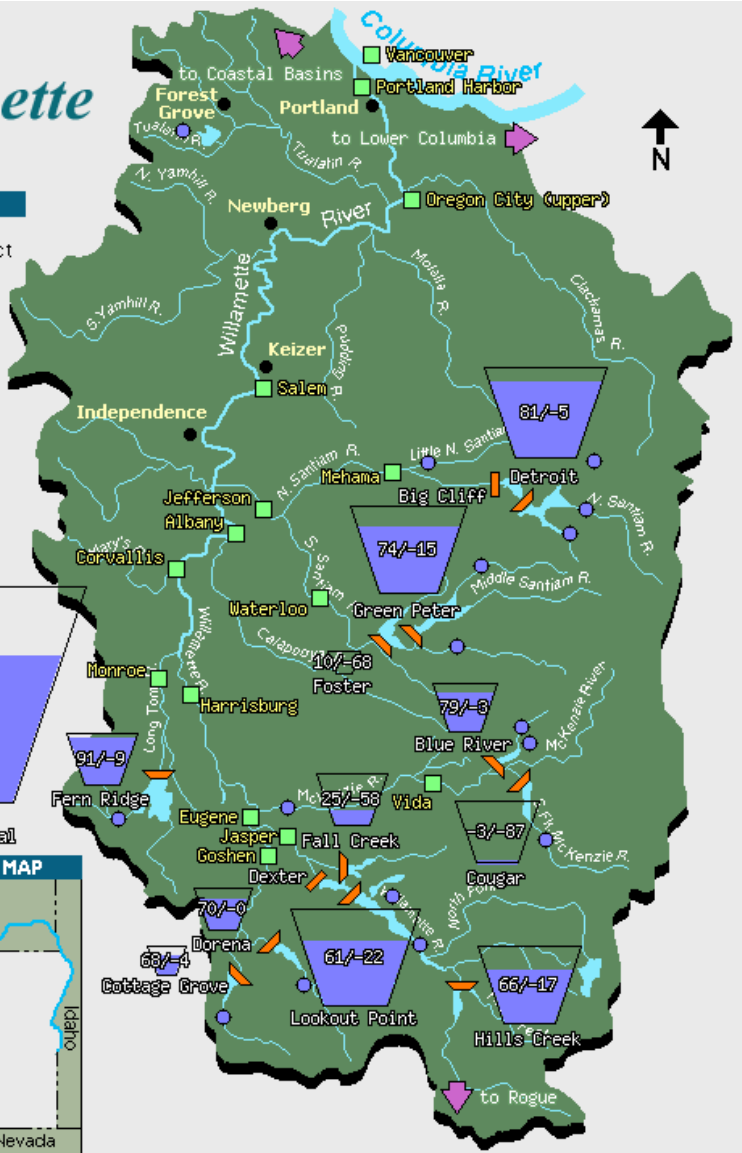 Columbia River
Vancouver
to Coastal Basins
Portland Harbor
ette
Forest
Grove
Portland
Tualatin R.
to Lower Columbia
N
Tualatin R.
N. Yamhill R.
Oregon City (upper)
Newberg
River
ct
Willamette
Molalla
R.
Clackamas
R.
S.Yamhill R.
Pudding R.
Keizer
Salem
81/-5
Independence
Little N. Santiam
N. Santiam R.
Mehama
Detroit
Big Cliff
Jefferson
N. Santiam
R.
Albany
74/-15
Mary's
Corvallis
S. Santiam
Middle Santiam R.
Waterloo
Green Peter
Willamette R.
Calapooya
10/-68
Foster
Monroe
Long Tom
Harrisburg
79/-3
McKenzie River
Blue River
91/-9
Fern Ridge
McKenzie R.
25/-58
Vida
al
Eugene
Jasper
Fall Creek
-3/-87
S.Fk McKenzie R.
Goshen
MAP
Dexter
Cougar
Willamette R.
North Fork
70/-0
Dorena
68/-4
Cottage Grove
61/-22
66/-17
Lookout Point
Hills Creek
Idaho
to Rogue
Nevada